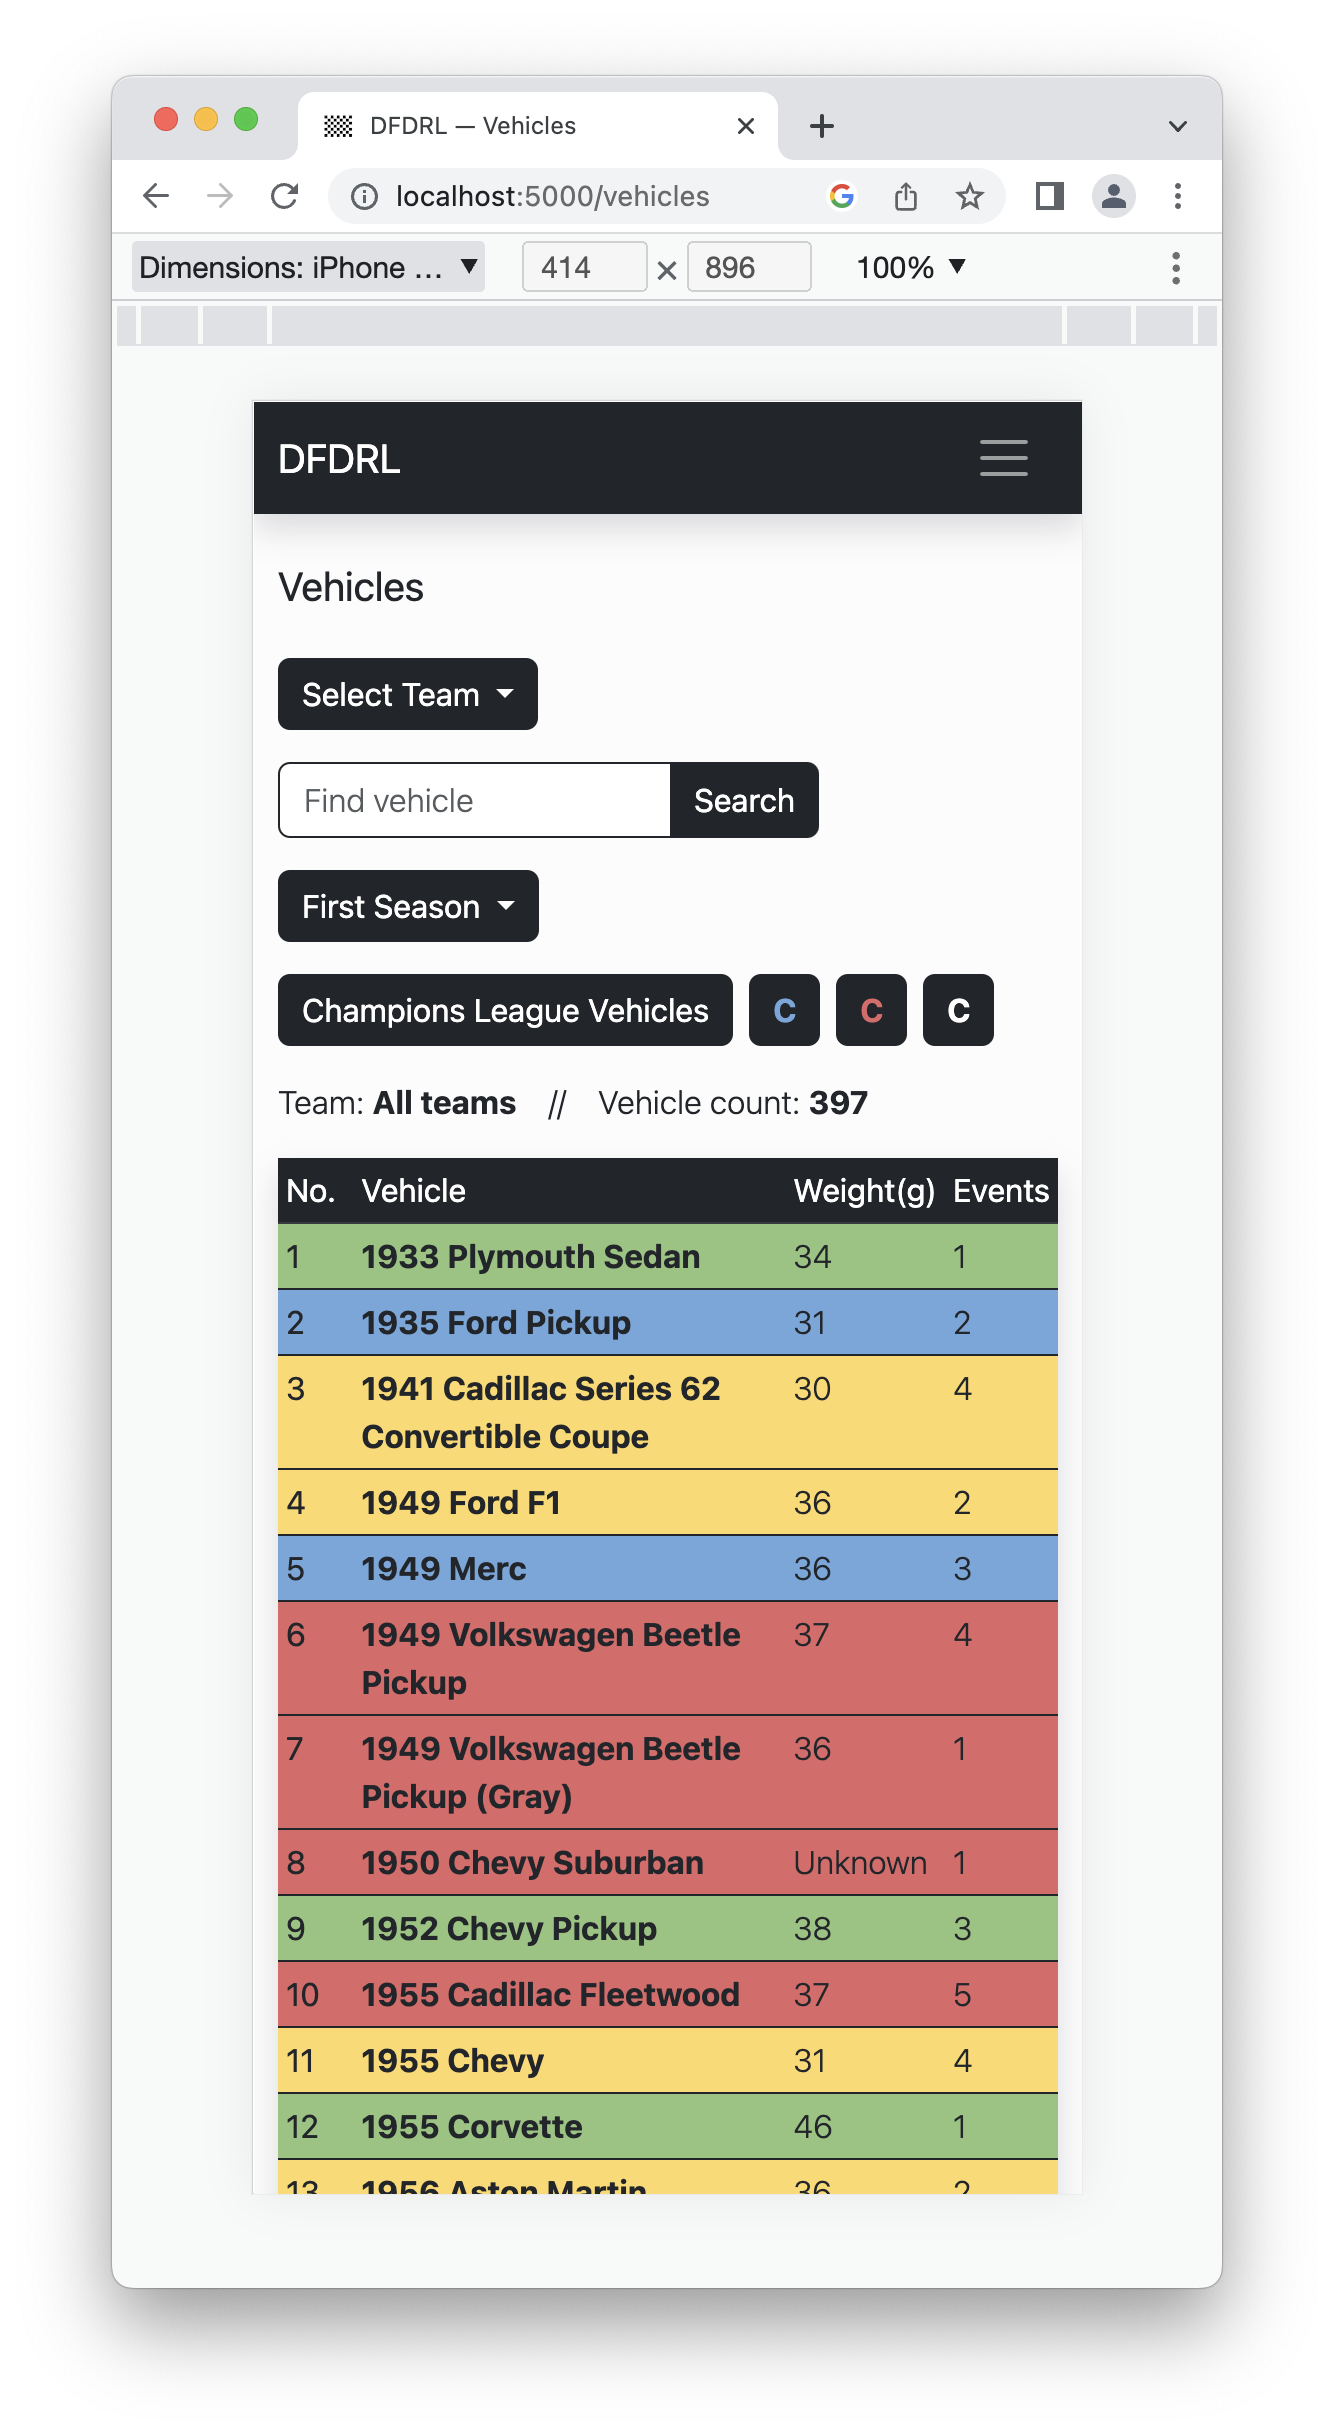 DFDRL — Vehicles
localhost:5000/vehicles
Dimensions: iPhone ... 414 × 896 100%
DFDRL
Vehicles
Select Team
Find vehicle Search
First Season
Champions League Vehicles C C C
Team: All teams // Vehicle count: 397
No. Vehicle Weight(g) Events
1 1933 Plymouth Sedan 34 1
2 1935 Ford Pickup 31 2
3 1941 Cadillac Series 62 30 4
Convertible Coupe
4 1949 Ford F1 36 2
5 1949 Merc 36 3
6 1949 Volkswagen Beetle 37 4
Pickup
7 1949 Volkswagen Beetle 36 1
Pickup (Gray)
8 1950 Chevy Suburban Unknown 1
9 1952 Chevy Pickup 38 3
10 1955 Cadillac Fleetwood 37 5
11 1955 Chevy 31 4
12 1955 Corvette 46 1
13 1956 Aston Martin 36 2